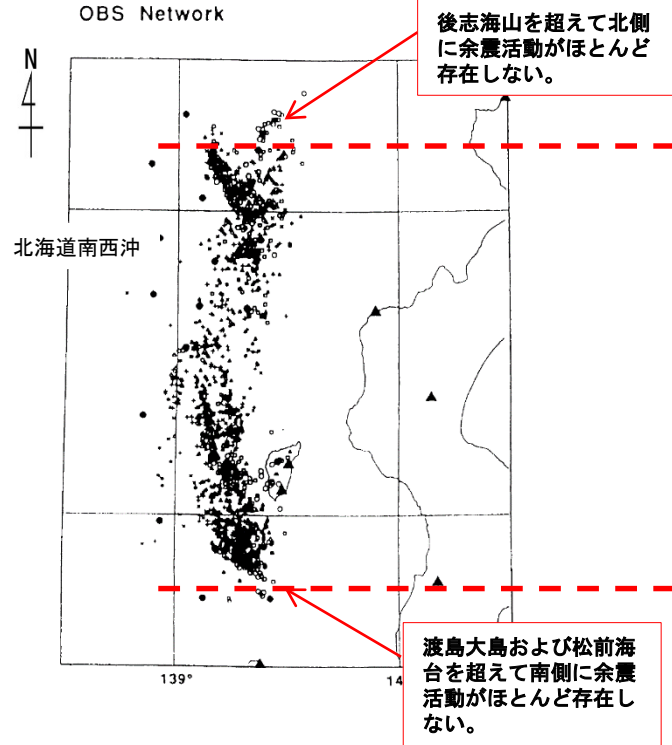 OBS Network
後志海山を超えて北側
に余震活動がほとんど
存在しない。
N
北海道南西沖
139°
14
渡島大島および松前海
台を超えて南側に余震
活動がほとんど存在し
ない。